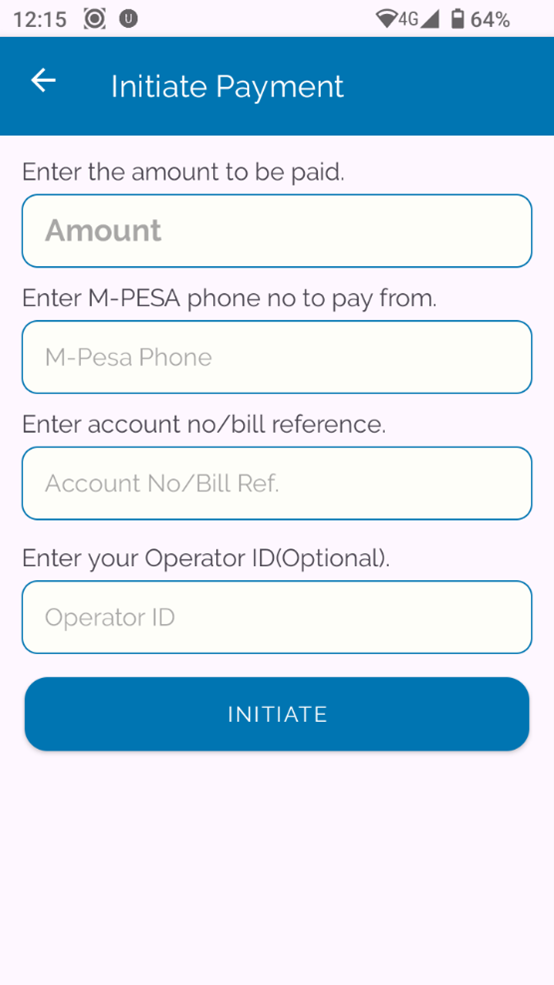 12:15 U 4G 64%
Initiate Payment
Enter the amount to be paid.
Amount
Enter M-PESA phone no to pay from.
M-Pesa Phone
Enter account no/bill reference.
Account No/Bill Ref.
Enter your Operator ID(Optional).
Operator ID
INITIATE